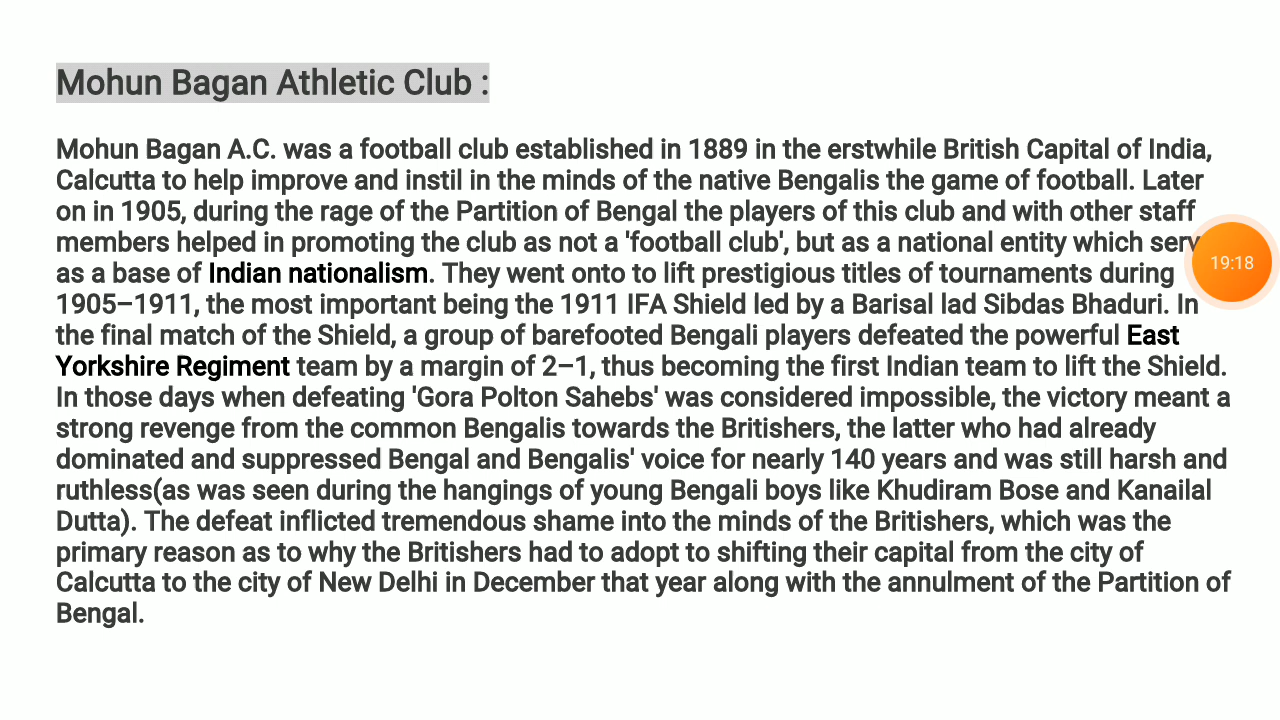 Mohun Bagan Athletic Club :
Mohun Bagan A.C. was a football club established in 1889 in the erstwhile British Capital of India,
Calcutta to help improve and instil in the minds of the native Bengalis the game of football. Later
on in 1905, during the rage of the Partition of Bengal the players of this club and with other staff
members helped in promoting the club as not a 'football club', but as a national entity which serv
as a base of Indian nationalism. They went onto to lift prestigious titles of tournaments during
19:18
1905–1911, the most important being the 1911 IFA Shield led by a Barisal lad Sibdas Bhaduri. In
the final match of the Shield, a group of barefooted Bengali players defeated the powerful East
Yorkshire Regiment team by a margin of 2–1, thus becoming the first Indian team to lift the Shield.
In those days when defeating 'Gora Polton Sahebs' was considered impossible, the victory meant a
strong revenge from the common Bengalis towards the Britishers, the latter who had already
dominated and suppressed Bengal and Bengalis' voice for nearly 140 years and was still harsh and
ruthless(as was seen during the hangings of young Bengali boys like Khudiram Bose and Kanailal
Dutta). The defeat inflicted tremendous shame into the minds of the Britishers, which was the
primary reason as to why the Britishers had to adopt to shifting their capital from the city of
Calcutta to the city of New Delhi in December that year along with the annulment of the Partition of
Bengal.